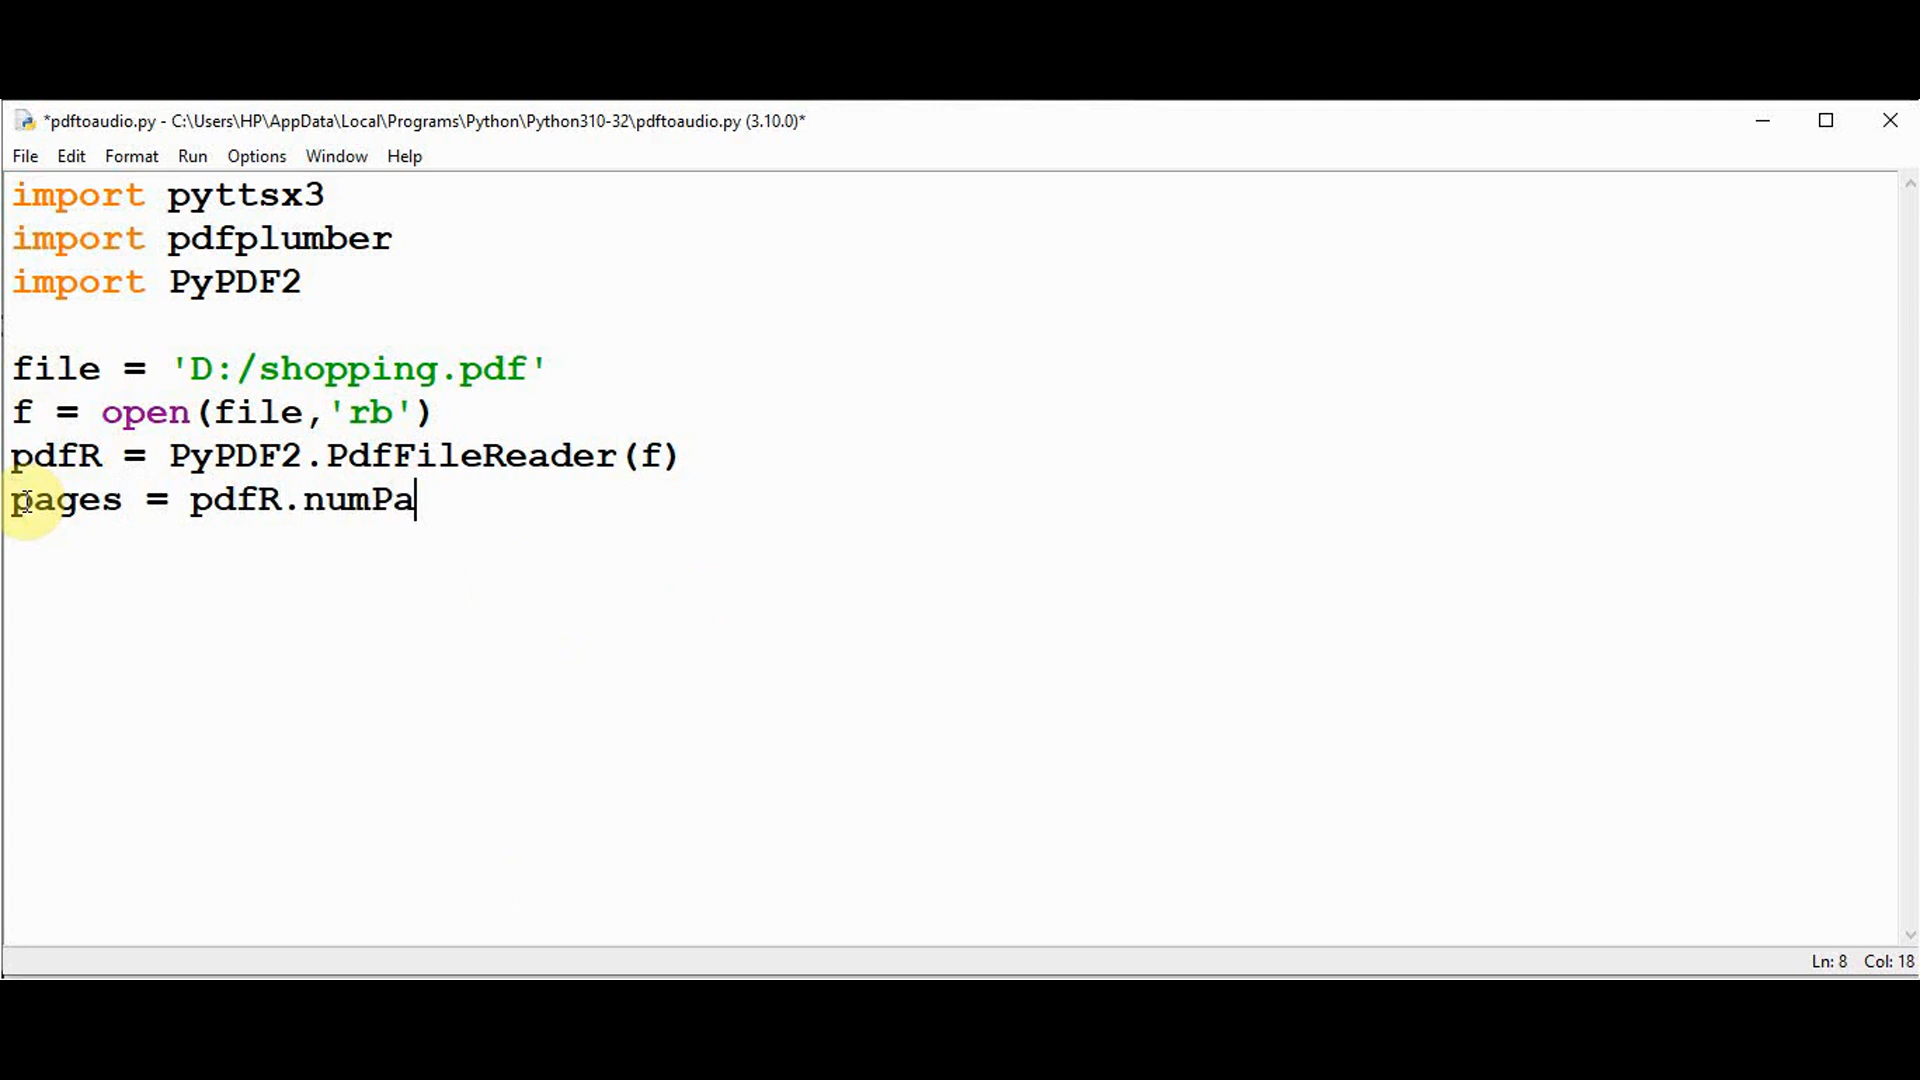 *pdftoaudio.py - C:\Users\HP\AppData\Local\Programs\Python\Python310-32\pdftoaudio.py (3.10.0)*
File Edit Format Run Options Window Help
import pyttsx3
import pdfplumber
import PyPDF2
file = 'D:/shopping.pdf'
f = open(file,'rb')
pdfR = PyPDF2.PdfFileReader(f)
pages = pdfR.numPa
Ln: 8 Col: 18